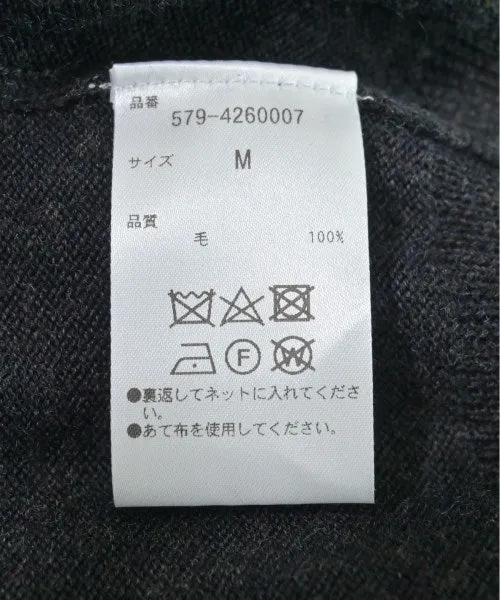 品番
579-4260007
サイズ M
品質
毛 100%
F W
●裏返してネットに入れてくださ
い。
●あて布を使用してください。